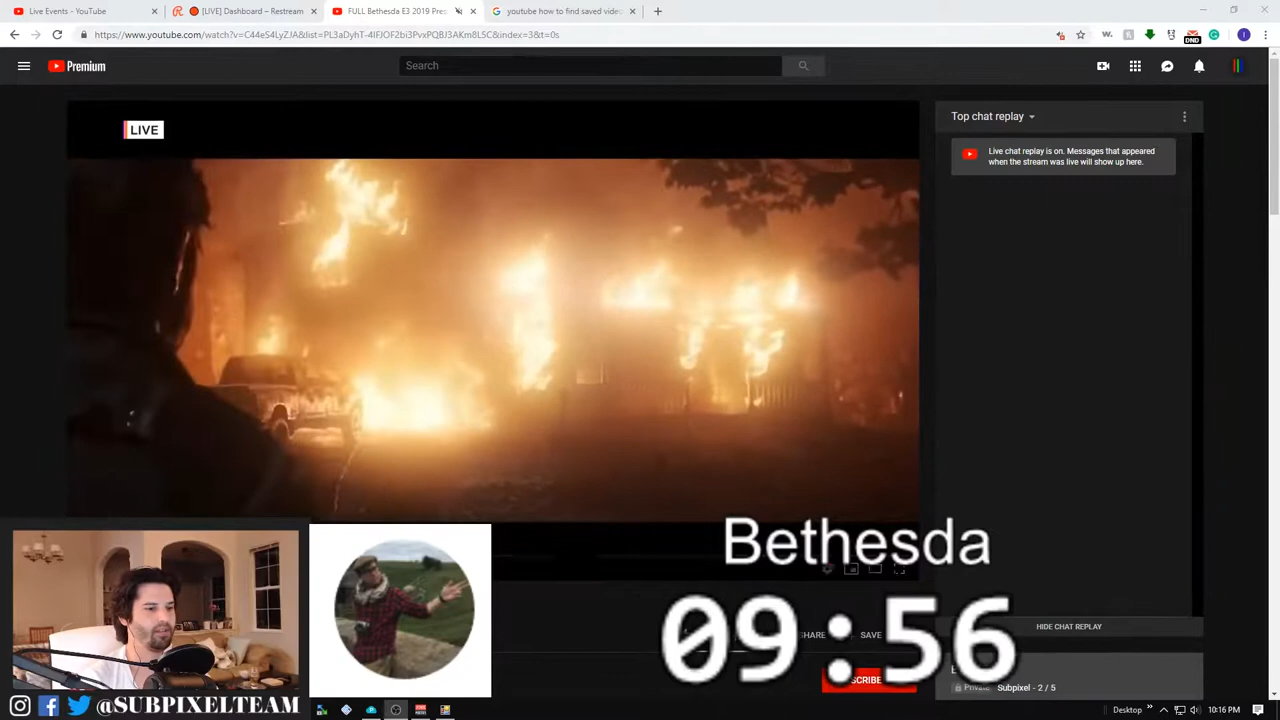 Live Events - YouTube
[LIVE] Dashboard – Restream
FULL Bethesda E3 2019 Pres
youtube how to find saved video
https://www.youtube.com/watch?v=C44eS4LyZJA&list=PL3aDyhT-4IFJOF2bi3PvxPQBJ3AKm8L5C&index=3&t=0s
W.
DND
Premium
Search
LIVE
Top chat replay
Live chat replay is on. Messages that appeared
when the stream was live will show up here.
Bethesda
09:56
HIDE CHAT REPLAY
SHARE
SAVE
Private
Subpixel - 2 / 5
@SUBPIXELTEAM
Desktop
10:16 PM